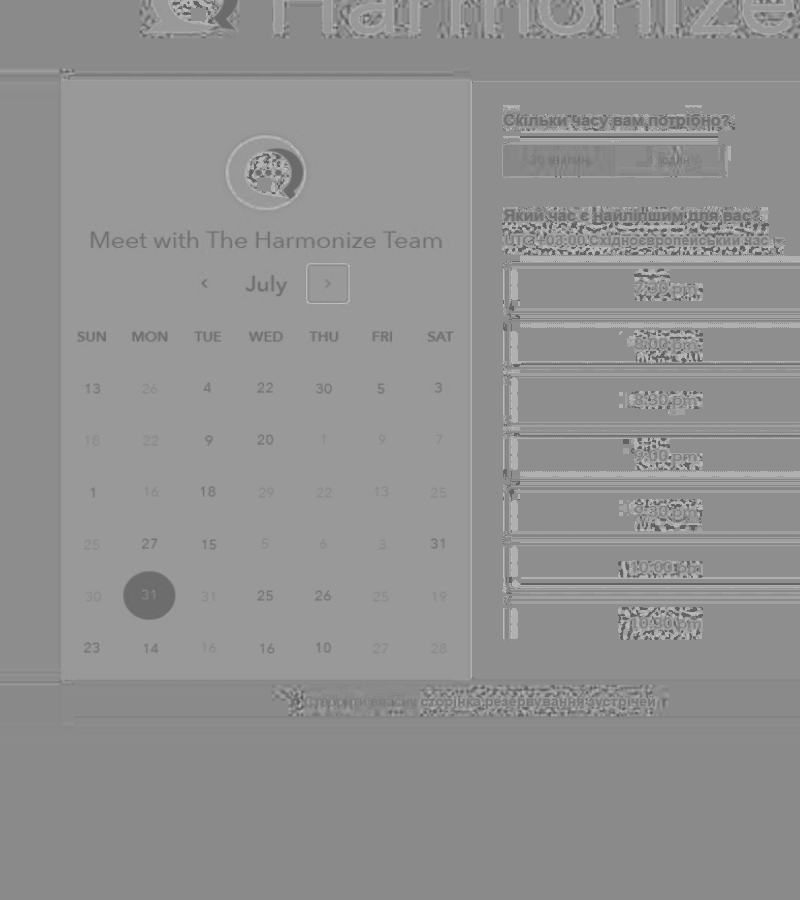 Harmonize
Meet with The Harmonize Team
‹ July ›
SUN MON TUE WED THU FRI SAT
13 26 4 22 30 5 3
18 22 9 20 1 9 7
1 16 18 29 22 13 25
25 27 15 5 6 3 31
30 31 31 25 26 25 19
23 14 16 16 10 27 28
Скільки часу вам потрібно?
30 хвилин
Який час є найліпшим для вас?
UTC+03:00 Східноєвропейський час
7:30 pm
8:00 pm
8:30 pm
9:00 pm
9:30 pm
10:00 pm
10:30 pm
Створити власну сторінка резервування зустрічей